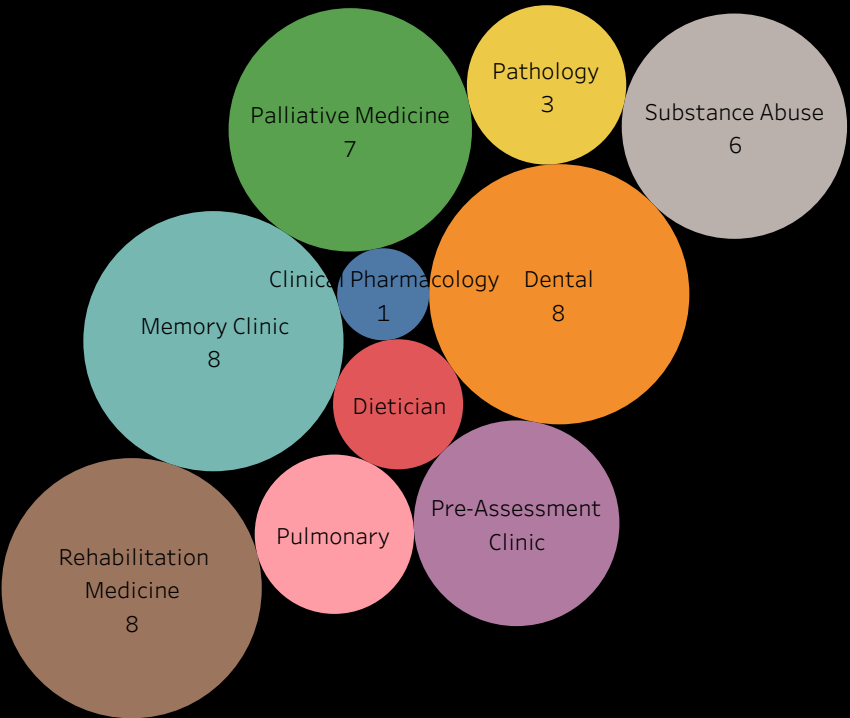 Pathology
3
Palliative Medicine
7
Substance Abuse
6
Clinical Pharmacology
1
Dental
8
Memory Clinic
8
Dietician
Pre-Assessment
Clinic
Pulmonary
Rehabilitation
Medicine
8